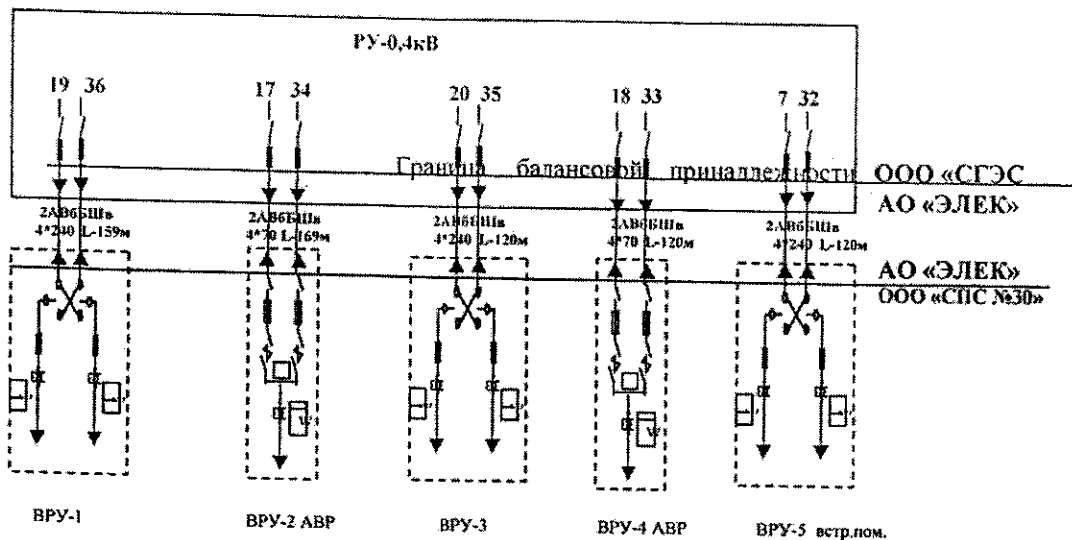 РУ-0,4кВ
19 36 17 34 20 35 18 33 7 32
Граница балансовой принадлежности ООО «СГЭС
АО «ЭЛЕК»
2АВбБШв 2АВбБШв 2АВбБШв 2АВбБШв 2АВбБШв
4*240 L-159м 4*70 L-169м 4*240 L-120м 4*70 L-120м 4*240 L-120м
АО «ЭЛЕК»
ООО «СПС №30»
ВРУ-1 ВРУ-2 АВР ВРУ-3 ВРУ-4 АВР ВРУ-5 встр.пом.